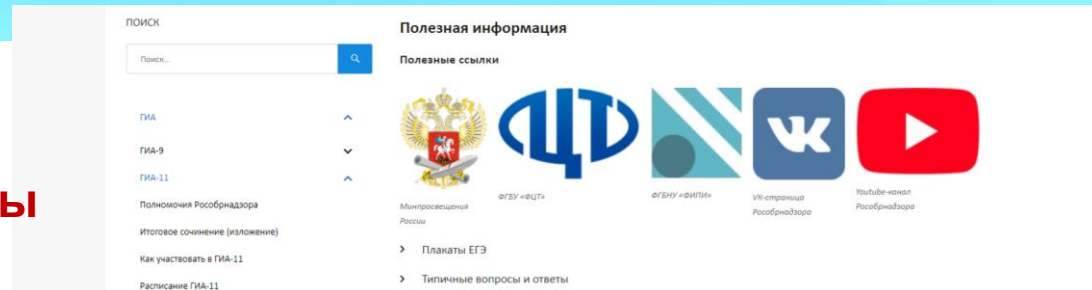 ПОИСК
Поиск...
ГИА
ГИА-9
ГИА-11
Полномочия Рособрнадзора
Итоговое сочинение (изложение)
Как участвовать в ГИА-11
Расписание ГИА-11
ы
Полезная информация
Полезные ссылки
ФЦТ
Минпросвещения
России
ФГБУ «ФЦТ»
ФГБНУ «ФИПИ»
VK-страница
Рособрнадзора
Youtube-канал
Рособрнадзора
Плакаты ЕГЭ
Типичные вопросы и ответы